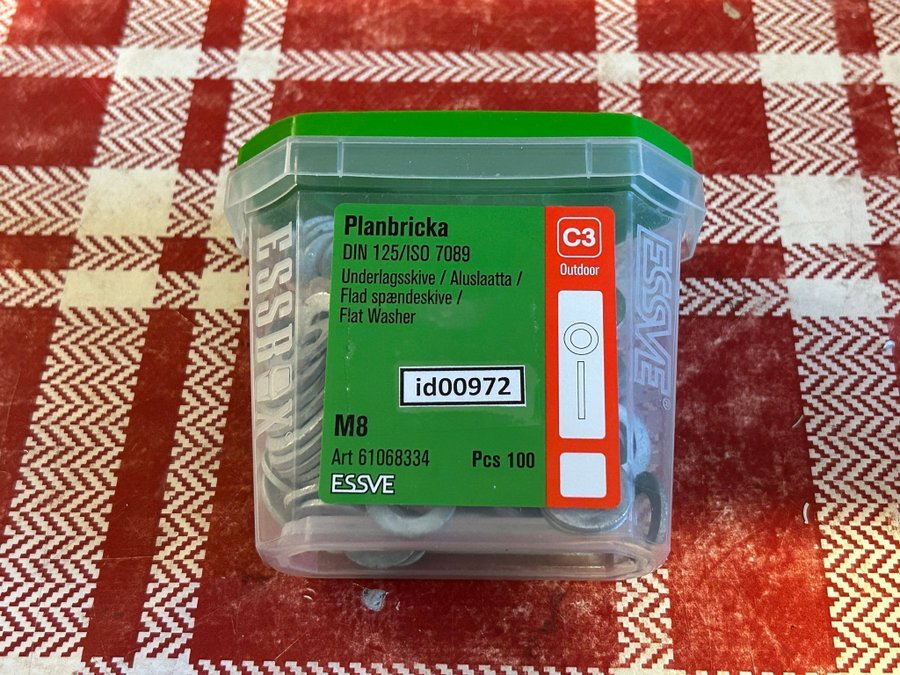 Planbricka
DIN 125/ISO 7089
Underlagsskive / Aluslaatta /
Flad spændeskive /
Flat Washer
id00972
M8
Art 61068334
Pcs 100
ESSVE
C3
Outdoor
ESSBOX
ESSVE®